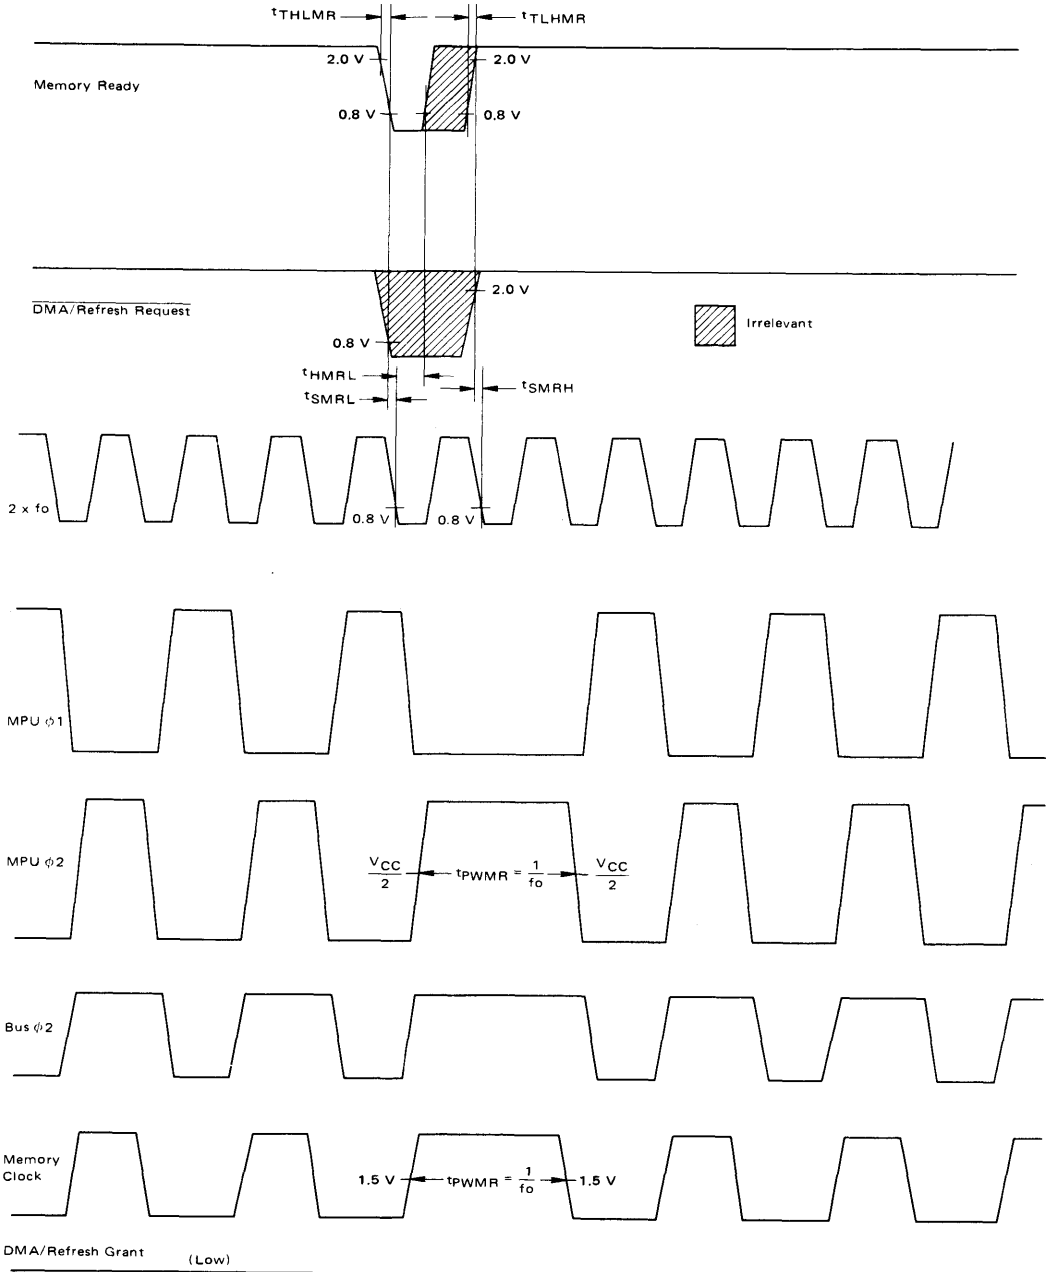 tTHLMR
tTLHMR
2.0 V
2.0 V
Memory Ready
0.8 V
0.8 V
2.0 V
DMA/Refresh Request
Irrelevant
0.8 V
tHMRL
tSMRH
tSMRL
2 x fo
0.8 V
0.8 V
MPU ϕ1
MPU ϕ2
VCC/2
tPWMR = 1/fo
VCC/2
Bus ϕ2
Memory
Clock
1.5 V
tPWMR = 1/fo
1.5 V
DMA/Refresh Grant
(Low)